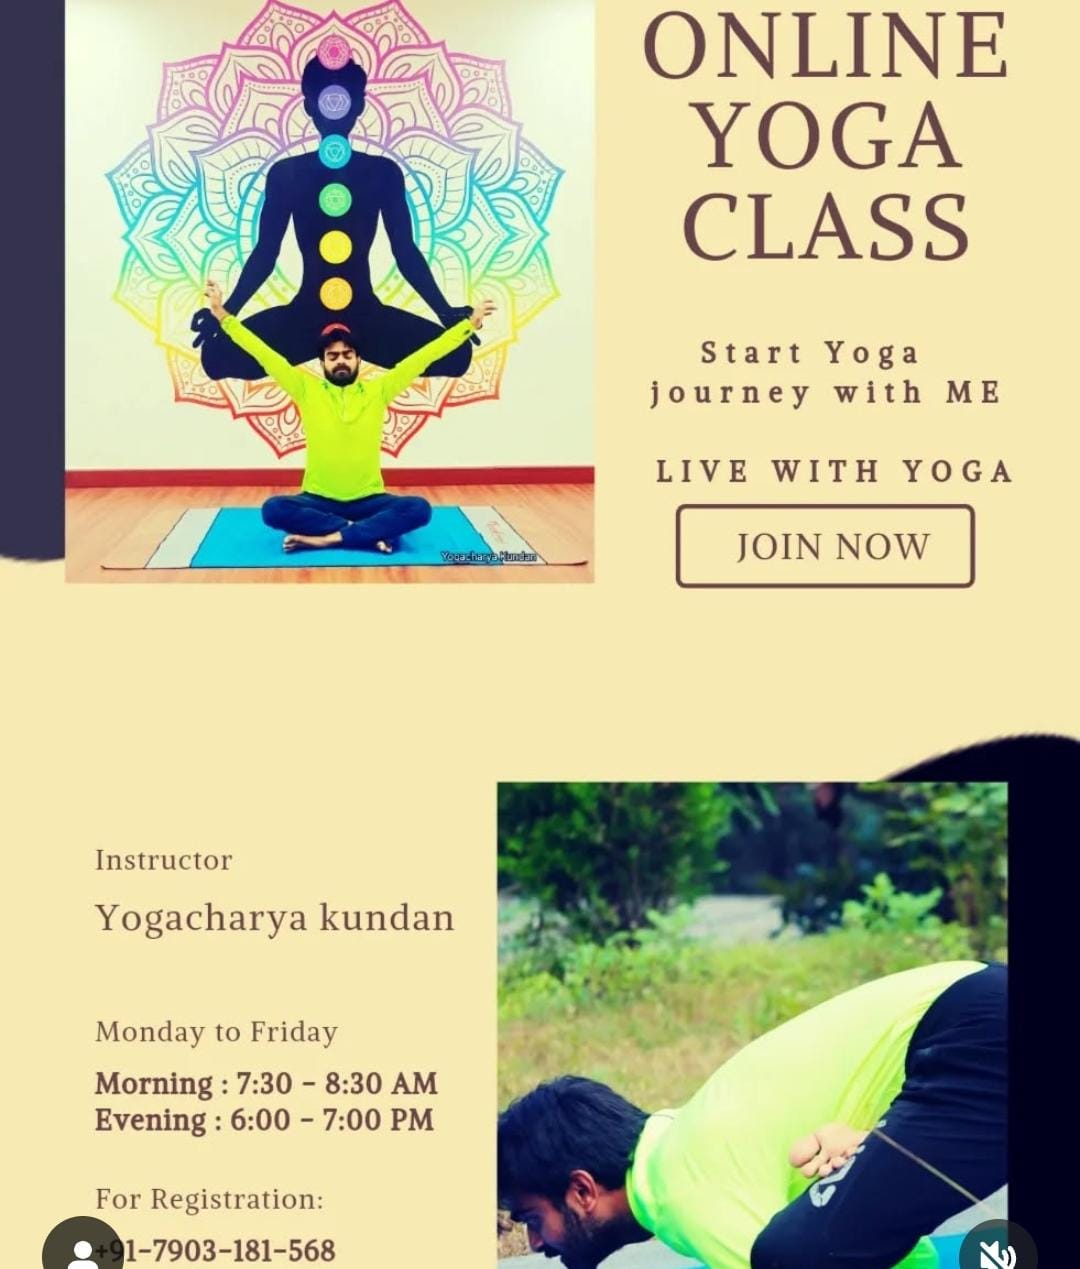 ONLINE
YOGA
CLASS
Start Yoga
journey with ME
LIVE WITH YOGA
JOIN NOW
Yogacharya Kundan
Instructor
Yogacharya kundan
Monday to Friday
Morning : 7:30 - 8:30 AM
Evening : 6:00 - 7:00 PM
For Registration:
+91-7903-181-568